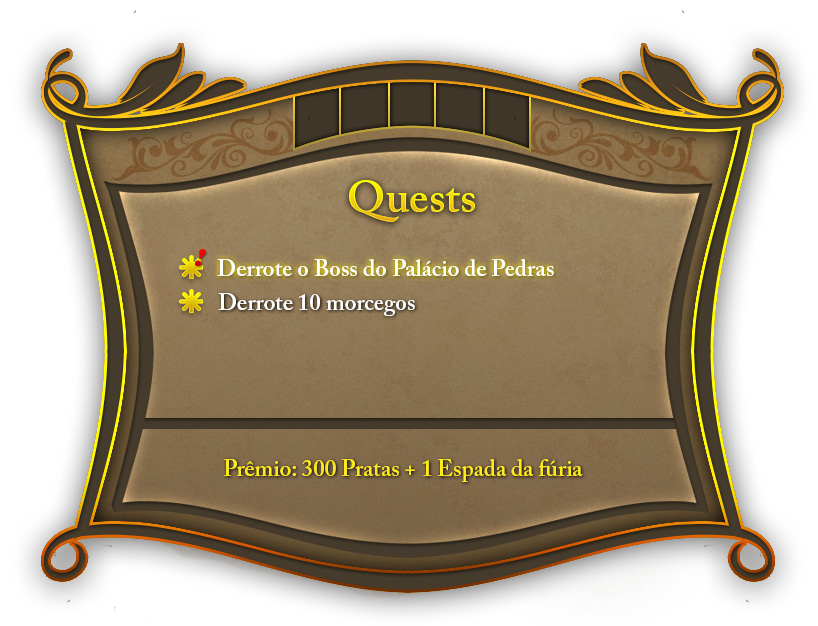 Quests
Derrote o Boss do Palácio de Pedras
Derrote 10 morcegos
Prêmio: 300 Pratas + 1 Espada da fúria